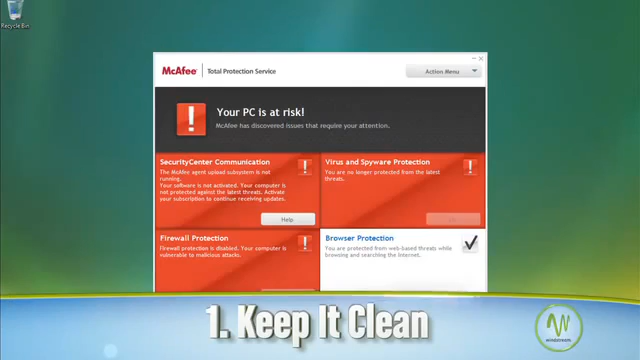 Recycle Bin
McAfee
Total Protection Service
Action Menu
Your PC is at risk!
McAfee has discovered issues that require your attention.
SecurityCenter Communication
The McAfee agent upload subsystem is not
running.
Your software is not activated. Your computer is
not protected against the latest threats. Activate
your subscription to continue receiving updates.
Help
Virus and Spyware Protection
You are no longer protected from the latest
threats.
Firewall Protection
Firewall protection is disabled. Your computer is
vulnerable to malicious attacks.
Browser Protection
You are protected from web-based threats while
browsing and searching the Internet.
1. Keep It Clean
windstream